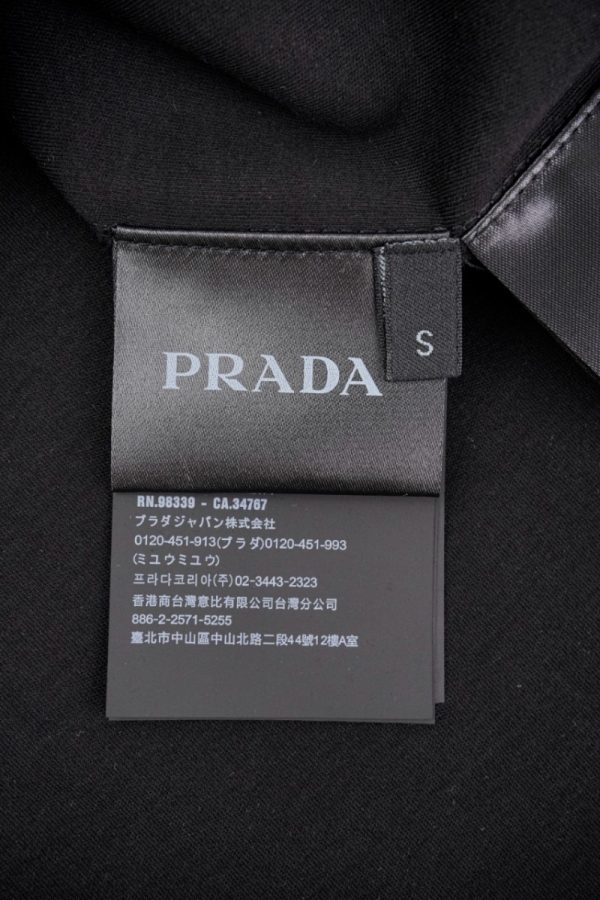 PRADA
S
RN.98339 - CA.34767
プラダジャパン株式会社
0120-451-913(プラダ)0120-451-993
(ミユウミユウ)
프라다코리아(주)02-3443-2323
香港商台灣意比有限公司台灣分公司
886-2-2571-5255
臺北市中山區中山北路二段44號12樓A室